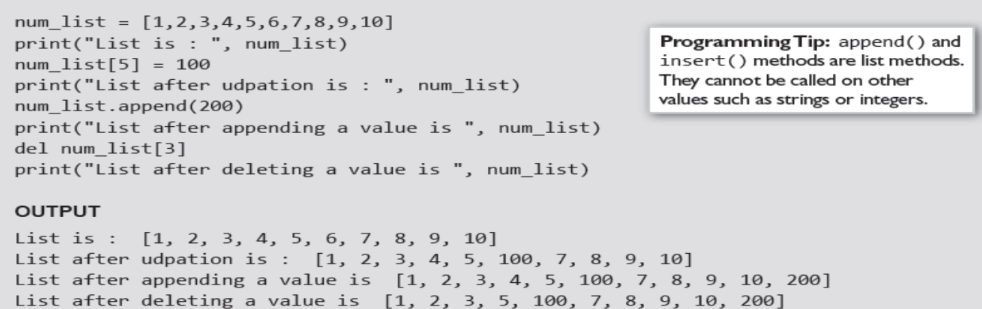 num_list = [1,2,3,4,5,6,7,8,9,10]
print("List is : ", num_list)
num_list[5] = 100
print("List after udpation is : ", num_list)
num_list.append(200)
print("List after appending a value is ", num_list)
del num_list[3]
print("List after deleting a value is ", num_list)
Programming Tip: append() and
insert() methods are list methods.
They cannot be called on other
values such as strings or integers.
OUTPUT
List is :  [1, 2, 3, 4, 5, 6, 7, 8, 9, 10]
List after udpation is :  [1, 2, 3, 4, 5, 100, 7, 8, 9, 10]
List after appending a value is  [1, 2, 3, 4, 5, 100, 7, 8, 9, 10, 200]
List after deleting a value is  [1, 2, 3, 5, 100, 7, 8, 9, 10, 200]